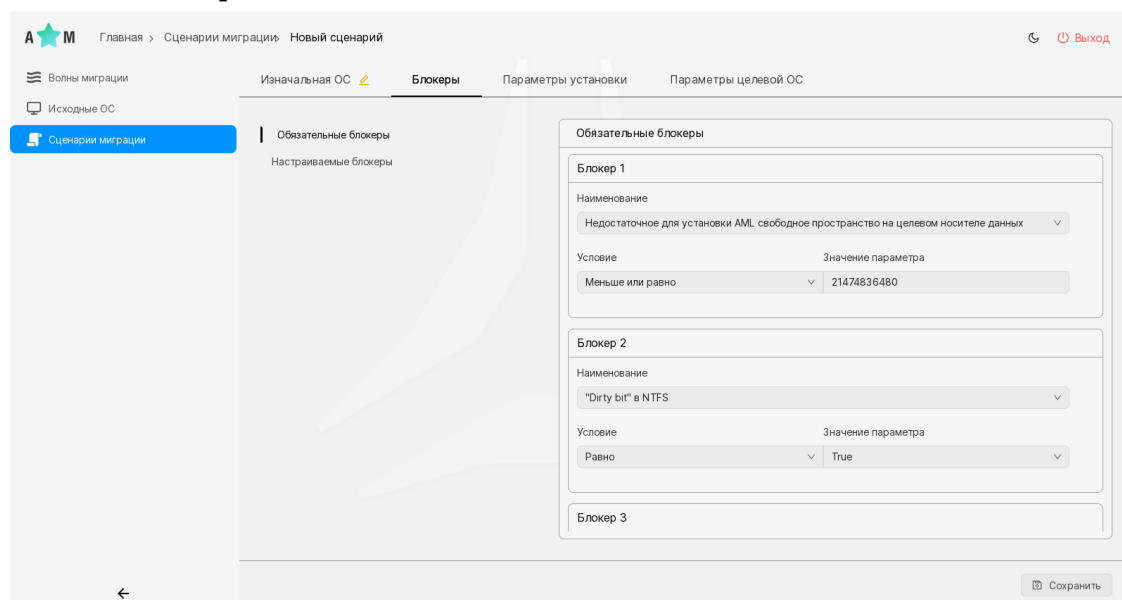 А М Главная > Сценарии миграции > Новый сценарий Выход
Волны миграции
Исходные ОС
Сценарии миграции
Изначальная ОС Блокеры Параметры установки Параметры целевой ОС
Обязательные блокеры
Настраиваемые блокеры
Обязательные блокеры
Блокер 1
Наименование
Недостаточное для установки AML свободное пространство на целевом носителе данных
Условие Значение параметра
Меньше или равно 21474836480
Блокер 2
Наименование
"Dirty bit" в NTFS
Условие Значение параметра
Равно True
Блокер 3
Сохранить